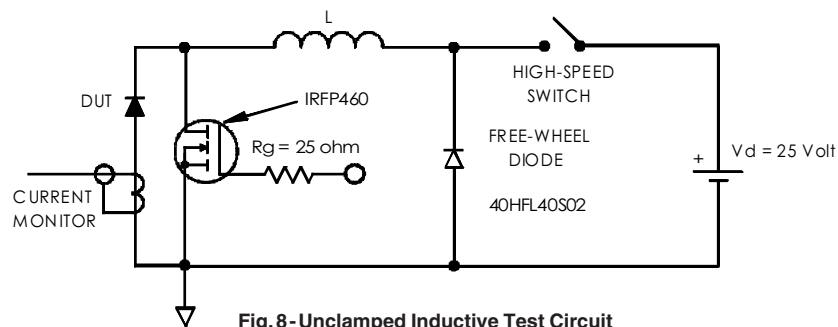 L
HIGH-SPEED
SWITCH
DUT
IRFP460
Rg = 25 ohm
FREE-WHEEL
DIODE
+
Vd = 25 Volt
CURRENT
MONITOR
40HFL40S02
Fig. 8 - Unclamped Inductive Test Circuit